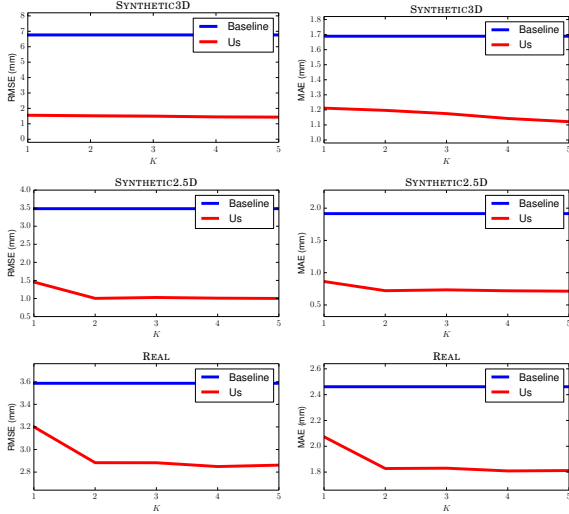 SYNTHETIC3D
RMSE (mm)
8
7
6
5
4
3
2
1
0
Baseline
Us
1 2 3 4 5
K
SYNTHETIC3D
MAE (mm)
1.8
1.7
1.6
1.5
1.4
1.3
1.2
1.1
1.0
Baseline
Us
1 2 3 4 5
K
SYNTHETIC2.5D
RMSE (mm)
4.0
3.5
3.0
2.5
2.0
1.5
1.0
0.5
Baseline
Us
1 2 3 4 5
K
SYNTHETIC2.5D
MAE (mm)
2.0
1.5
1.0
0.5
Baseline
Us
1 2 3 4 5
K
REAL
RMSE (mm)
3.6
3.4
3.2
3.0
2.8
Baseline
Us
1 2 3 4 5
K
REAL
MAE (mm)
2.6
2.4
2.2
2.0
1.8
Baseline
Us
1 2 3 4 5
K